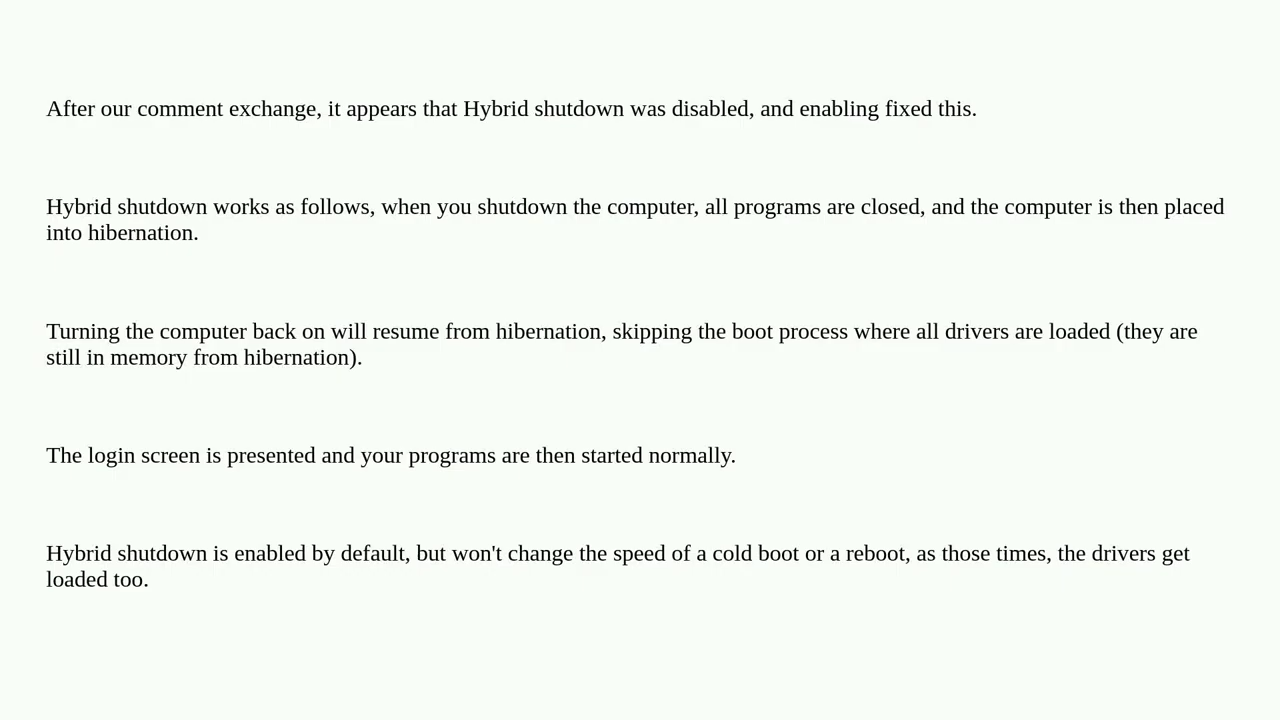 After our comment exchange, it appears that Hybrid shutdown was disabled, and enabling fixed this.
Hybrid shutdown works as follows, when you shutdown the computer, all programs are closed, and the computer is then placed
into hibernation.
Turning the computer back on will resume from hibernation, skipping the boot process where all drivers are loaded (they are
still in memory from hibernation).
The login screen is presented and your programs are then started normally.
Hybrid shutdown is enabled by default, but won't change the speed of a cold boot or a reboot, as those times, the drivers get
loaded too.